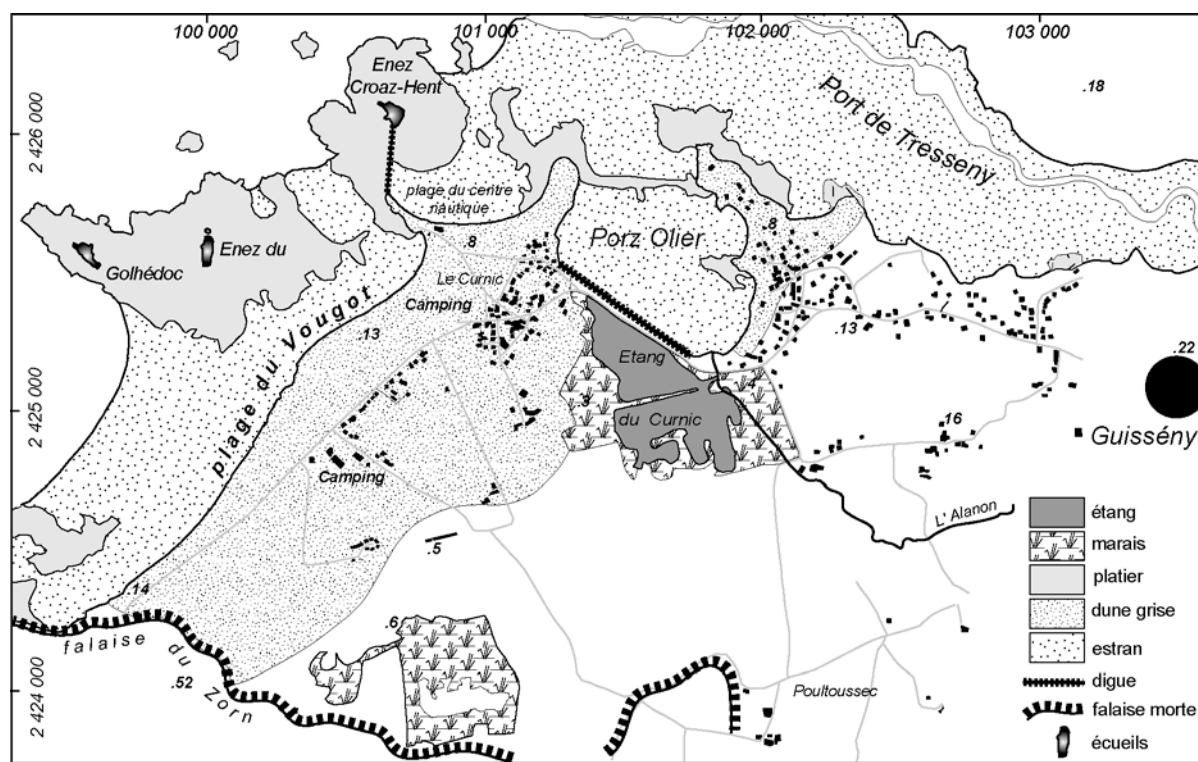 100 000
101 000
102 000
103 000
2 426 000
2 425 000
2 424 000
Enez
Croaz-Hent
.18
Port de Tresseny
plage du centre
nautique
8
8
Porz Olier
Golhédoc
Enez du
Le Curnic
Camping
.13
.13
plage du Vougot
Etang
du Curnic
3
4
.22
Guissény
16
Camping
L' Alanon
.5
.14
.6
falaise
du
Zorn
.52
Poultoussec
étang
marais
platier
dune grise
estran
digue
falaise morte
écueils